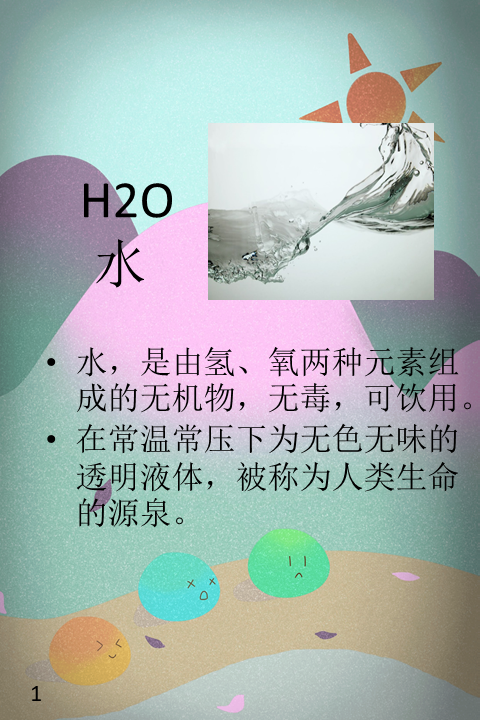 H2O
水
• 水，是由氢、氧两种元素组
成的无机物，无毒，可饮用。
• 在常温常压下为无色无味的
透明液体，被称为人类生命
的源泉。
1